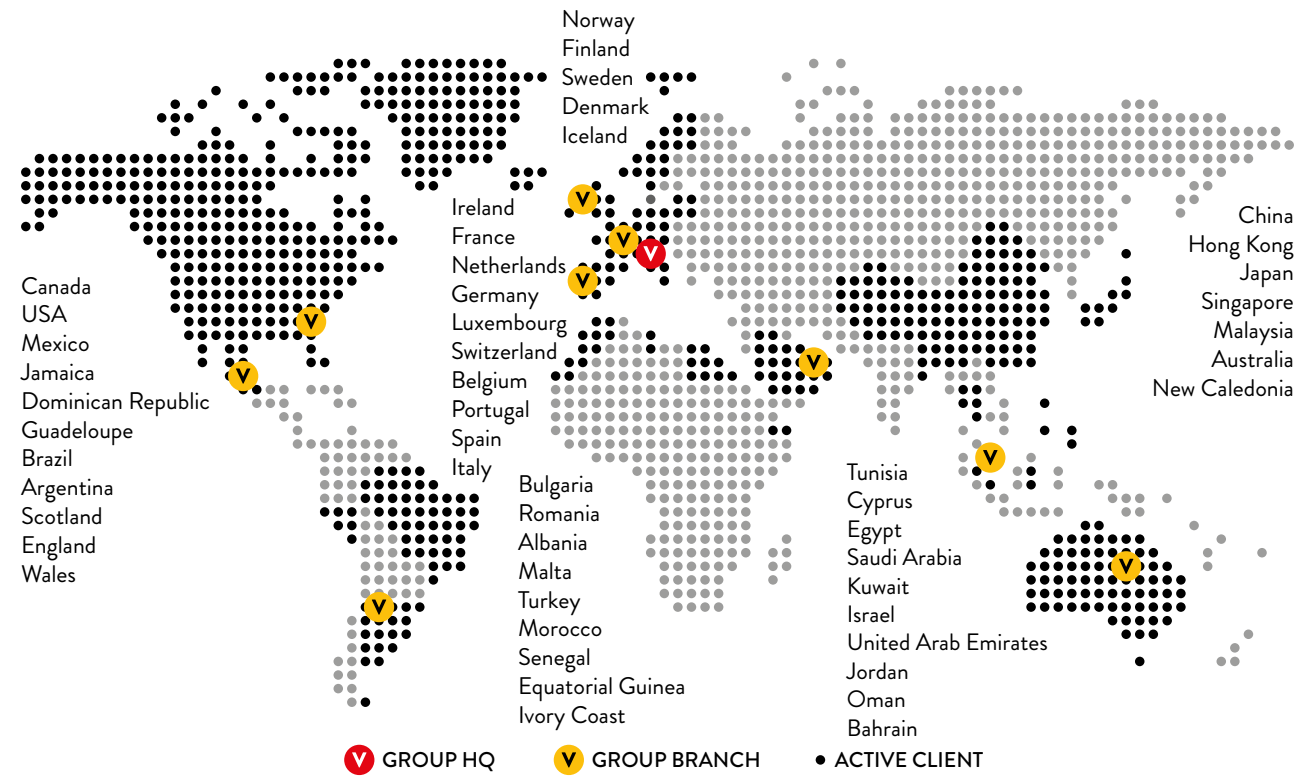 Norway
Finland
Sweden
Denmark
Iceland
Ireland
France
Netherlands
Germany
Luxembourg
Switzerland
Belgium
Portugal
Spain
Italy
Canada
USA
Mexico
Jamaica
Dominican Republic
Guadeloupe
Brazil
Argentina
Scotland
England
Wales
Bulgaria
Romania
Albania
Malta
Turkey
Morocco
Senegal
Equatorial Guinea
Ivory Coast
Tunisia
Cyprus
Egypt
Saudi Arabia
Kuwait
Israel
United Arab Emirates
Jordan
Oman
Bahrain
China
Hong Kong
Japan
Singapore
Malaysia
Australia
New Caledonia
V GROUP HQ
V GROUP BRANCH
ACTIVE CLIENT